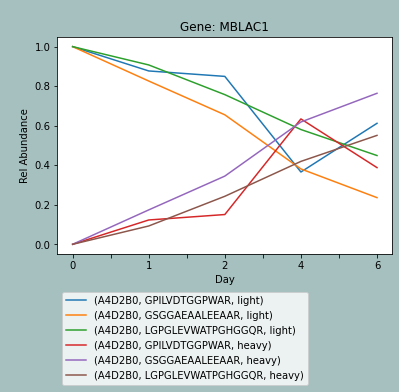 Gene: MBLAC1
1.0
0.8
0.6
0.4
0.2
0.0
Rel Abundance
0 1 2 4 6
Day
(A4D2B0, GPILVDTGGPWAR, light)
(A4D2B0, GSGGAEAALEEAAR, light)
(A4D2B0, LGPGLEVWATPGHGGQR, light)
(A4D2B0, GPILVDTGGPWAR, heavy)
(A4D2B0, GSGGAEAALEEAAR, heavy)
(A4D2B0, LGPGLEVWATPGHGGQR, heavy)